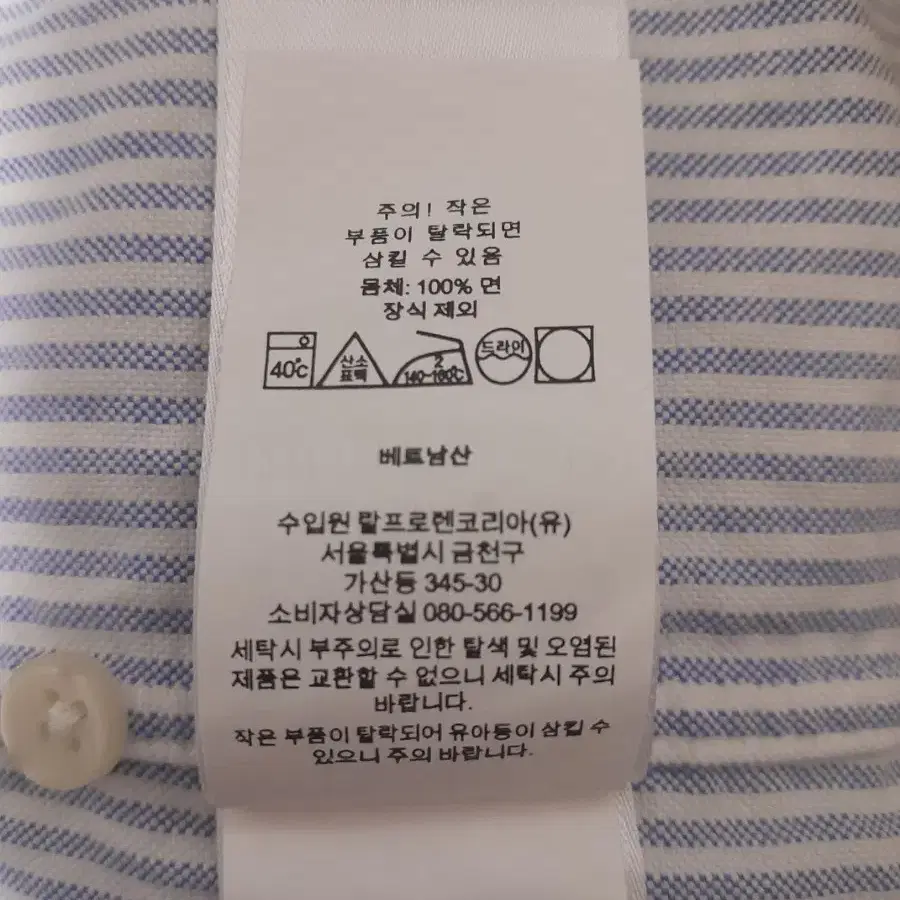 주의! 작은
부품이 탈락되면
삼킬 수 있음
몸체: 100% 면
장식 제외
40℃ 산소 표백 2 140~160℃ 드라이
베트남산
수입원 랄프로렌코리아(유)
서울특별시 금천구
가산동 345-30
소비자상담실 080-566-1199
세탁시 부주의로 인한 탈색 및 오염된
제품은 교환할 수 없으니 세탁시 주의
바랍니다.
작은 부품이 탈락되어 유아등이 삼킬 수
있으니 주의 바랍니다.